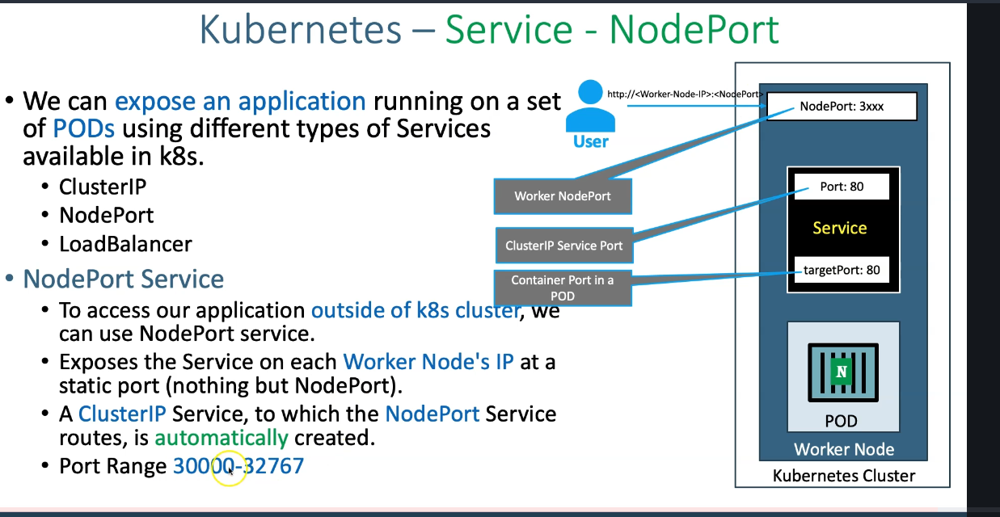 Kubernetes – Service - NodePort
• We can expose an application running on a set
of PODs using different types of Services
available in k8s.
• ClusterIP
• NodePort
• LoadBalancer
• NodePort Service
• To access our application outside of k8s cluster, we
can use NodePort service.
• Exposes the Service on each Worker Node's IP at a
static port (nothing but NodePort).
• A ClusterIP Service, to which the NodePort Service
routes, is automatically created.
• Port Range 30000-32767
User
http://<Worker-Node-IP>:<NodePort>
NodePort: 3xxx
Worker NodePort
ClusterIP Service Port
Container Port in a
POD
Port: 80
Service
targetPort: 80
N
POD
Worker Node
Kubernetes Cluster